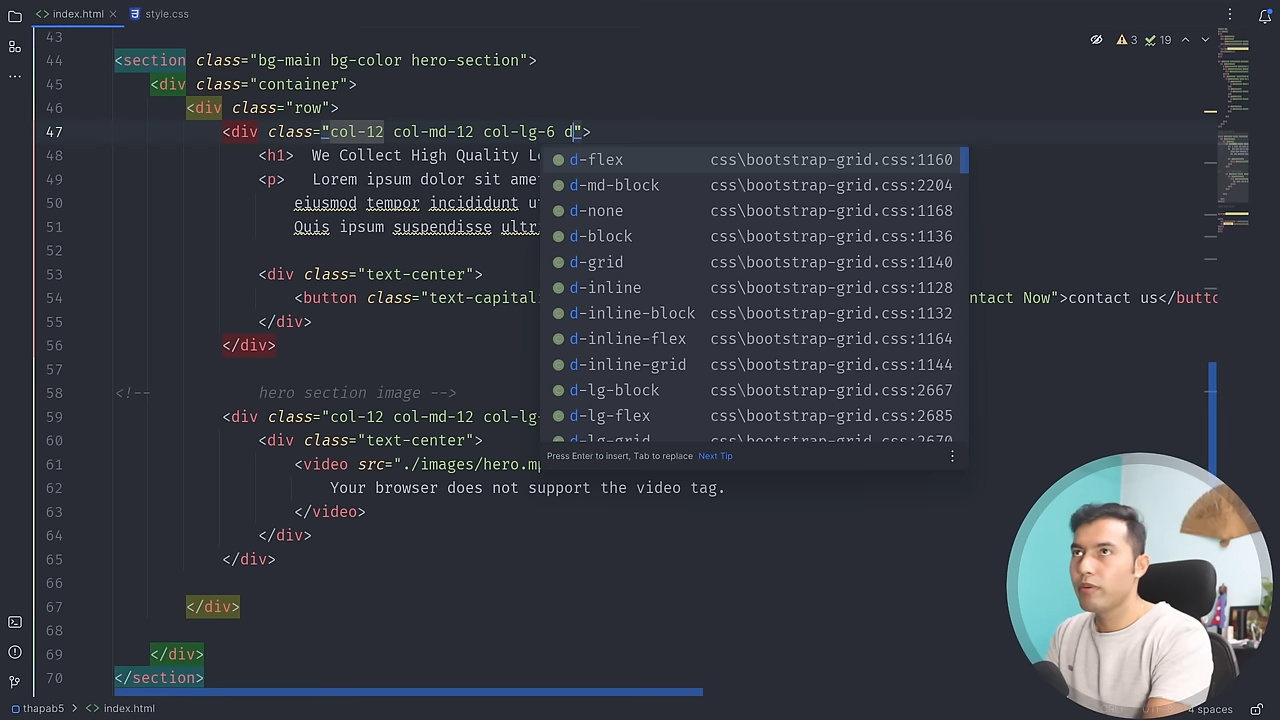 index.html
style.css
43
44 <section class="bg-main bg-color hero-section">
45 <div class="container">
46 <div class="row">
47 <div class="col-12 col-md-12 col-lg-6 d">
48 <h1> We Collect High Quality
49 <p> Lorem ipsum dolor sit
50 eiusmod tempor incididunt u
51 Quis ipsum suspendisse ultr
52
53 <div class="text-center">
54 <button class="text-capital ntact Now">contact us</butto
55 </div>
56 </div>
57
58 <!-- hero section image -->
59 <div class="col-12 col-md-12 col-lg-
60 <div class="text-center">
61 <video src="./images/hero.mp
62 Your browser does not support the video tag.
63 </video>
64 </div>
65 </div>
66
67 </div>
68
69 </div>
70 </section>
3 19
d-flex css\bootstrap-grid.css:1160
d-md-block css\bootstrap-grid.css:2204
d-none css\bootstrap-grid.css:1168
d-block css\bootstrap-grid.css:1136
d-grid css\bootstrap-grid.css:1140
d-inline css\bootstrap-grid.css:1128
d-inline-block css\bootstrap-grid.css:1132
d-inline-flex css\bootstrap-grid.css:1164
d-inline-grid css\bootstrap-grid.css:1144
d-lg-block css\bootstrap-grid.css:2667
d-lg-flex css\bootstrap-grid.css:2685
d-lg-grid css\bootstrap-grid.css:2670
Press Enter to insert, Tab to replace Next Tip
thapab5 > index.html
4 spaces